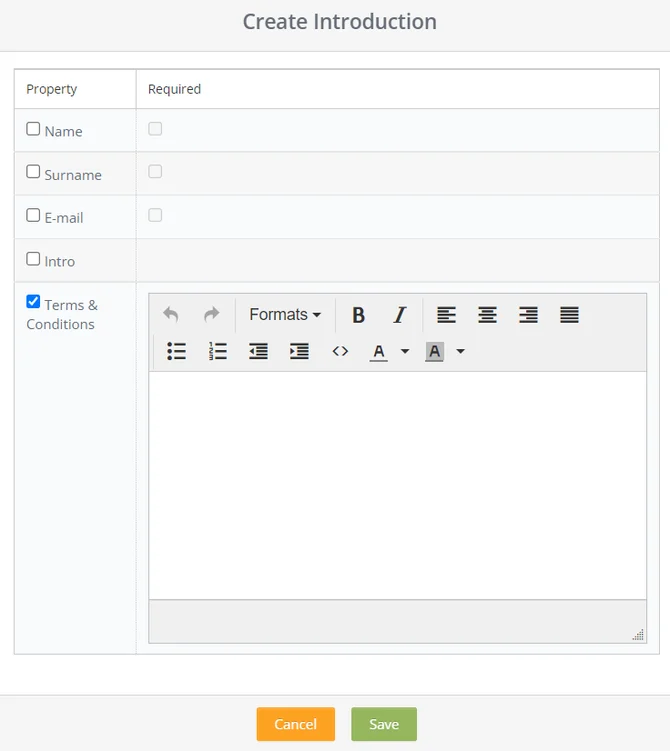 Create Introduction
Property Required
Name
Surname
E-mail
Intro
Terms &
Conditions
Formats B I
A A
Cancel Save